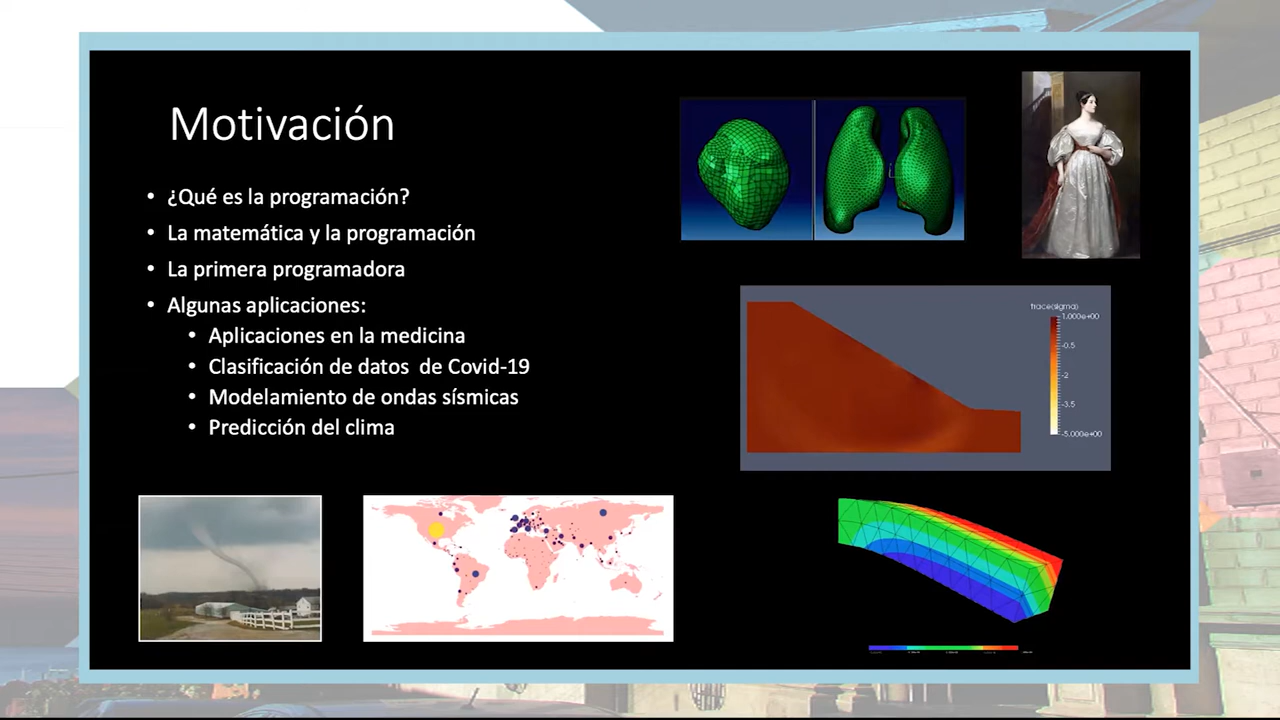 Motivación
• ¿Qué es la programación?
• La matemática y la programación
• La primera programadora
• Algunas aplicaciones:
• Aplicaciones en la medicina
• Clasificación de datos de Covid-19
• Modelamiento de ondas sísmicas
• Predicción del clima
trace(sigma)
1.000e+00
-0.5
-2
-3.5
-5.000e+00